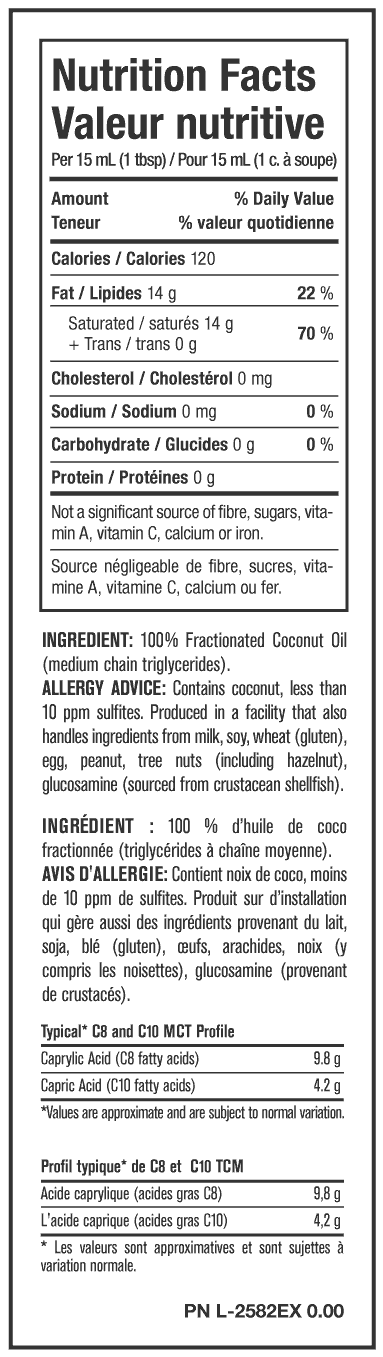 Nutrition Facts
Valeur nutritive
Per 15 mL (1 tbsp) / Pour 15 mL (1 c. à soupe)
Amount % Daily Value
Teneur % valeur quotidienne
Calories / Calories 120
Fat / Lipides 14 g 22 %
Saturated / saturés 14 g
+ Trans / trans 0 g 70 %
Cholesterol / Cholestérol 0 mg
Sodium / Sodium 0 mg 0 %
Carbohydrate / Glucides 0 g 0 %
Protein / Protéines 0 g
Not a significant source of fibre, sugars, vita-
min A, vitamin C, calcium or iron.
Source négligeable de fibre, sucres, vita-
mine A, vitamine C, calcium ou fer.
INGREDIENT: 100% Fractionated Coconut Oil
(medium chain triglycerides).
ALLERGY ADVICE: Contains coconut, less than
10 ppm sulfites. Produced in a facility that also
handles ingredients from milk, soy, wheat (gluten),
egg, peanut, tree nuts (including hazelnut),
glucosamine (sourced from crustacean shellfish).
INGRÉDIENT : 100 % d'huile de coco
fractionnée (triglycérides à chaîne moyenne).
AVIS D'ALLERGIE: Contient noix de coco, moins
de 10 ppm de sulfites. Produit sur d'installation
qui gère aussi des ingrédients provenant du lait,
soja, blé (gluten), œufs, arachides, noix (y
compris les noisettes), glucosamine (provenant
de crustacés).
Typical* C8 and C10 MCT Profile
Caprylic Acid (C8 fatty acids) 9.8 g
Capric Acid (C10 fatty acids) 4.2 g
*Values are approximate and are subject to normal variation.
Profil typique* de C8 et C10 TCM
Acide caprylique (acides gras C8) 9,8 g
L'acide caprique (acides gras C10) 4,2 g
* Les valeurs sont approximatives et sont sujettes à
variation normale.
PN L-2582EX 0.00